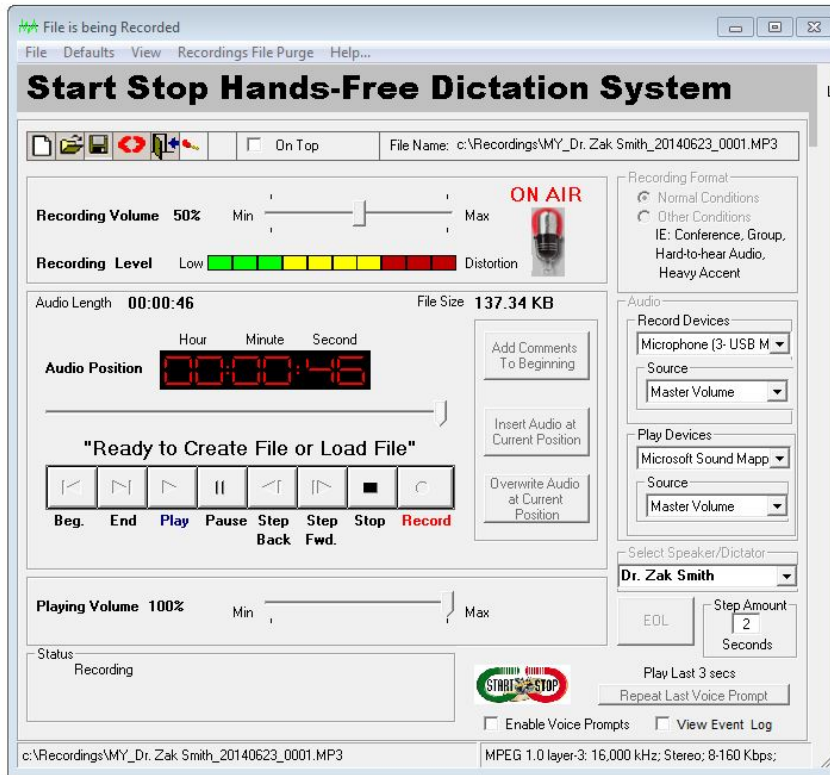 File is being Recorded
File Defaults View Recordings File Purge Help...
Start Stop Hands-Free Dictation System
On Top
File Name: c:\Recordings\MY_Dr. Zak Smith_20140623_0001.MP3
Recording Volume 50% Min Max
ON AIR
Recording Level Low Distortion
Audio Length 00:00:46 File Size 137.34 KB
Hour Minute Second
Audio Position 00:00:46
"Ready to Create File or Load File"
Beg. End Play Pause Step Back Step Fwd. Stop Record
Add Comments
To Beginning
Insert Audio at
Current Position
Overwrite Audio
at Current
Position
Playing Volume 100% Min Max
Status
Recording
Recording Format
Normal Conditions
Other Conditions
IE: Conference, Group,
Hard-to-hear Audio,
Heavy Accent
Audio
Record Devices
Microphone (3- USB M
Source
Master Volume
Play Devices
Microsoft Sound Mapp
Source
Master Volume
Select Speaker/Dictator
Dr. Zak Smith
EOL
Step Amount
2
Seconds
START STOP
Play Last 3 secs
Repeat Last Voice Prompt
Enable Voice Prompts View Event Log
c:\Recordings\MY_Dr. Zak Smith_20140623_0001.MP3
MPEG 1.0 layer-3: 16,000 kHz; Stereo; 8-160 Kbps;